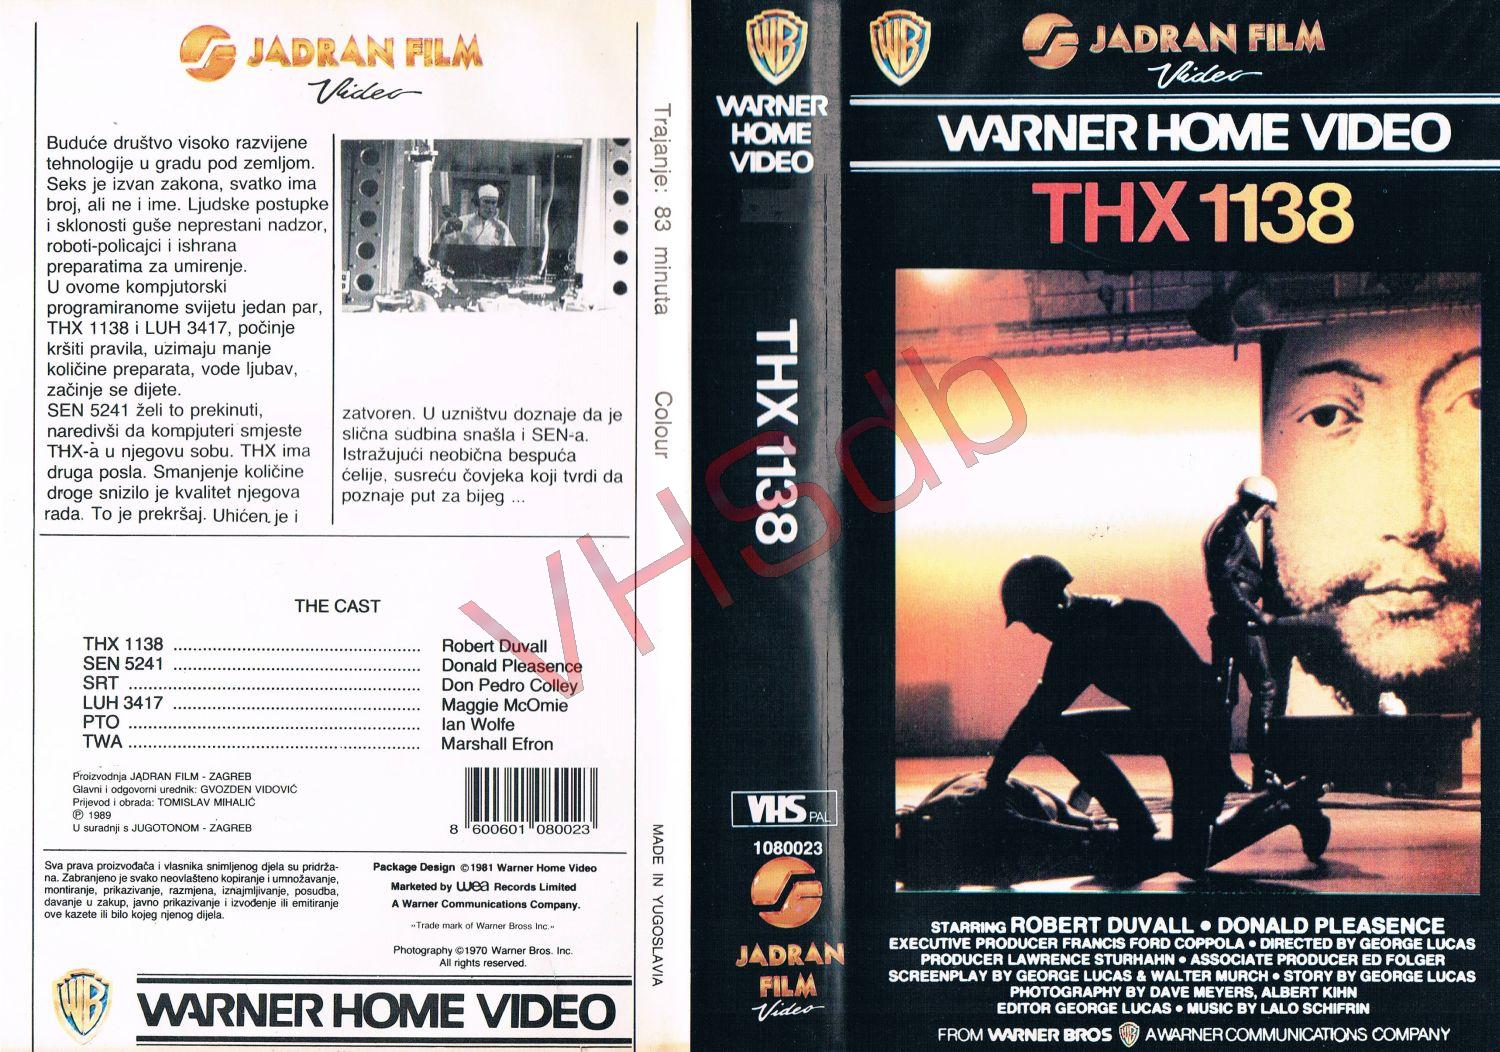 JADRAN FILM
Video
Buduće društvo visoko razvijene
tehnologije u gradu pod zemljom.
Seks je izvan zakona, svatko ima
broj, ali ne i ime. Ljudske postupke
i sklonosti guše neprestani nadzor,
roboti-policajci i ishrana
preparatima za umirenje.
U ovome kompjutorski
programiranome svijetu jedan par,
THX 1138 i LUH 3417, počinje
kršiti pravila, uzimaju manje
količine preparata, vode ljubav,
začinje se dijete.
SEN 5241 želi to prekinuti,
naredivši da kompjuteri smjeste
THX-a u njegovu sobu. THX ima
druga posla. Smanjenje količine
droge snizilo je kvalitet njegova
rada. To je prekršaj. Uhićen je i
zatvoren. U uzništvu doznaje da je
slična sudbina snašla i SEN-a.
Istražujući neobična bespuća
ćelije, susreću čovjeka koji tvrdi da
poznaje put za bijeg ...
THE CAST
THX 1138 ........ Robert Duvall
SEN 5241 ........ Donald Pleasence
SRT ........ Don Pedro Colley
LUH 3417 ........ Maggie McOmie
PTO ........ Ian Wolfe
TWA ........ Marshall Efron
Proizvodnja JADRAN FILM - ZAGREB
Glavni i odgovorni urednik: GVOZDEN VIDOVIĆ
Prijevod i obrada: TOMISLAV MIHALIĆ
℗ 1989
U suradnji s JUGOTONOM - ZAGREB
8 600601 080023
Sva prava proizvođača i vlasnika snimljenog djela su pridrža-
na. Zabranjeno je svako neovlašteno kopiranje i umnožavanje,
montiranje, prikazivanje, razmjena, iznajmljivanje, posudba,
davanje u zakup, javno prikazivanje i izvođenje ili emitiranje
ove kazete ili bilo kojeg njenog dijela.
Package Design ©1981 Warner Home Video
Marketed by wea Records Limited
A Warner Communications Company.
»Trade mark of Warner Bross Inc.»
Photography ©1970 Warner Bros. Inc.
All rights reserved.
WB
WARNER HOME VIDEO
Trajanje: 83 minuta Colour
MADE IN YUGOSLAVIA
WB
WARNER
HOME
VIDEO
THX 1138
VHS PAL
1080023
JADRAN
FILM
Video
WB
JADRAN FILM
Video
WARNER HOME VIDEO
THX 1138
STARRING ROBERT DUVALL • DONALD PLEASENCE
EXECUTIVE PRODUCER FRANCIS FORD COPPOLA • DIRECTED BY GEORGE LUCAS
PRODUCER LAWRENCE STURHAHN • ASSOCIATE PRODUCER ED FOLGER
SCREENPLAY BY GEORGE LUCAS & WALTER MURCH • STORY BY GEORGE LUCAS
PHOTOGRAPHY BY DAVE MEYERS, ALBERT KIHN
EDITOR GEORGE LUCAS • MUSIC BY LALO SCHIFRIN
FROM WARNER BROS WB A WARNER COMMUNICATIONS COMPANY
VHSdb